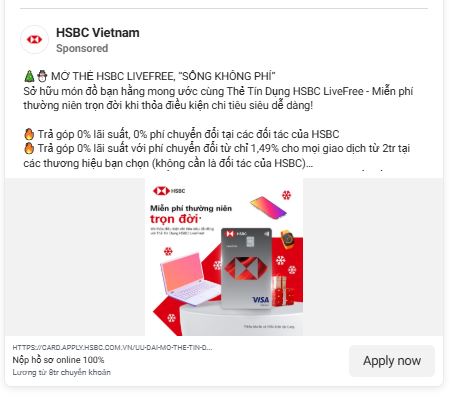 HSBC Vietnam
Sponsored
🎄⛄ MỞ THẺ HSBC LIVEFREE, “SỐNG KHÔNG PHÍ”
Sở hữu món đồ bạn hằng mong ước cùng Thẻ Tín Dụng HSBC LiveFree - Miễn phí
thường niên trọn đời khi thỏa điều kiện chi tiêu siêu dễ dàng!
🔥 Trả góp 0% lãi suất, 0% phí chuyển đổi tại các đối tác của HSBC
🔥 Trả góp 0% lãi suất với phí chuyển đổi từ chỉ 1,49% cho mọi giao dịch từ 2tr tại
các thương hiệu bạn chọn (không cần là đối tác của HSBC)...
HSBC
Miễn phí thường niên
trọn đời*
HSBC
VISA
HTTPS://CARD.APPLY.HSBC.COM.VN/UU-DAI-MO-THE-TIN-D...
Nộp hồ sơ online 100%
Lương từ 8tr chuyển khoản
Apply now